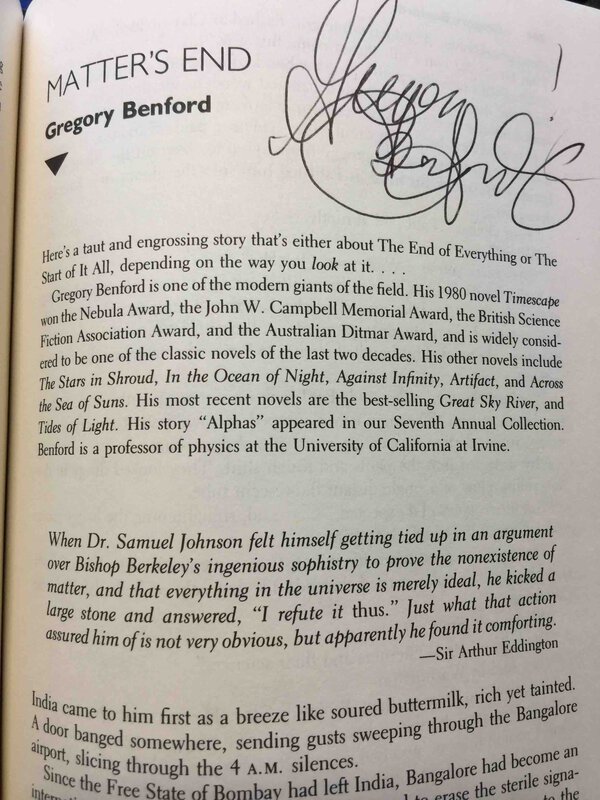 MATTER'S END
Gregory Benford
Gregory
Benford
Here's a taut and engrossing story that's either about The End of Everything or The
Start of It All, depending on the way you look at it. . . .
Gregory Benford is one of the modern giants of the field. His 1980 novel Timescape
won the Nebula Award, the John W. Campbell Memorial Award, the British Science
Fiction Association Award, and the Australian Ditmar Award, and is widely consid-
ered to be one of the classic novels of the last two decades. His other novels include
The Stars in Shroud, In the Ocean of Night, Against Infinity, Artifact, and Across
the Sea of Suns. His most recent novels are the best-selling Great Sky River, and
Tides of Light. His story "Alphas" appeared in our Seventh Annual Collection.
Benford is a professor of physics at the University of California at Irvine.
When Dr. Samuel Johnson felt himself getting tied up in an argument
over Bishop Berkeley's ingenious sophistry to prove the nonexistence of
matter, and that everything in the universe is merely ideal, he kicked a
large stone and answered, "I refute it thus." Just what that action
assured him of is not very obvious, but apparently he found it comforting.
—Sir Arthur Eddington
India came to him first as a breeze like soured buttermilk, rich yet tainted.
A door banged somewhere, sending gusts sweeping through the Bangalore
airport, slicing through the 4 A.M. silences.
Since the Free State of Bombay had left India, Bangalore had become an
to erase the sterile signa-
to the